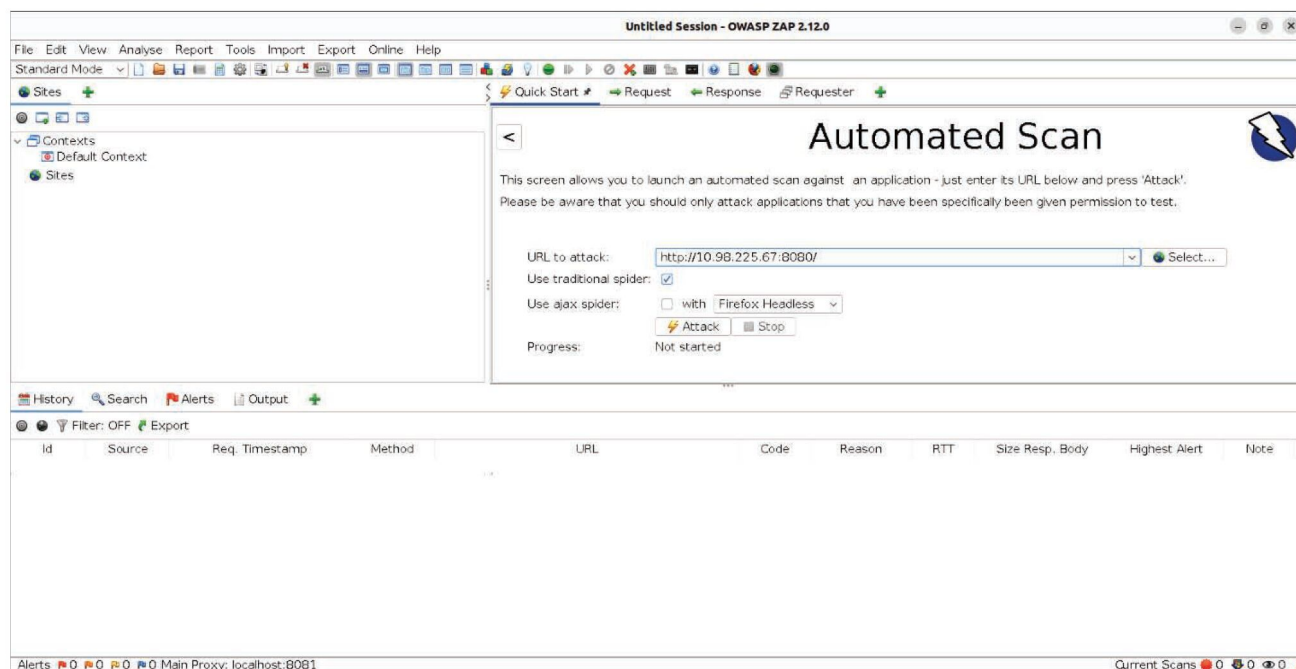 Untitled Session - OWASP ZAP 2.12.0
File Edit View Analyse Report Tools Import Export Online Help
Standard Mode
Sites
Quick Start Request Response Requester
Contexts
Default Context
Sites
<
Automated Scan
This screen allows you to launch an automated scan against an application - just enter its URL below and press 'Attack'.
Please be aware that you should only attack applications that you have been specifically been given permission to test.
URL to attack: http://10.98.225.67:8080/ Select...
Use traditional spider:
Use ajax spider: with Firefox Headless
Attack Stop
Progress: Not started
History Search Alerts Output
Filter: OFF Export
Id Source Req. Timestamp Method URL Code Reason RTT Size Resp. Body Highest Alert Note
Alerts 0 0 0 0 Main Proxy: localhost:8081 Current Scans 0 0 0